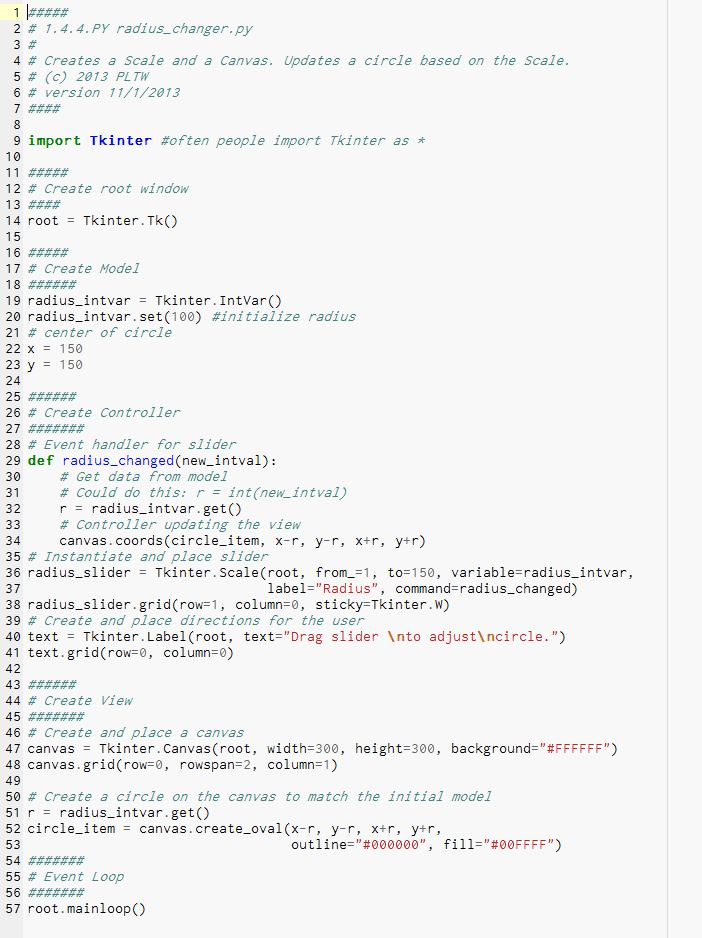 1 #####
2 # 1.4.4.PY radius_changer.py
3 #
4 # Creates a Scale and a Canvas. Updates a circle based on the Scale.
5 # (c) 2013 PLTW
6 # version 11/1/2013
7 ####
8
9 import Tkinter #often people import Tkinter as *
10
11 #####
12 # Create root window
13 ####
14 root = Tkinter.Tk()
15
16 #####
17 # Create Model
18 ######
19 radius_intvar = Tkinter.IntVar()
20 radius_intvar.set(100) #initialize radius
21 # center of circle
22 x = 150
23 y = 150
24
25 ######
26 # Create Controller
27 #######
28 # Event handler for slider
29 def radius_changed(new_intval):
30     # Get data from model
31     # Could do this: r = int(new_intval)
32     r = radius_intvar.get()
33     # Controller updating the view
34     canvas.coords(circle_item, x-r, y-r, x+r, y+r)
35 # Instantiate and place slider
36 radius_slider = Tkinter.Scale(root, from_=1, to=150, variable=radius_intvar,
37                               label="Radius", command=radius_changed)
38 radius_slider.grid(row=1, column=0, sticky=Tkinter.W)
39 # Create and place directions for the user
40 text = Tkinter.Label(root, text="Drag slider \nto adjust\ncircle.")
41 text.grid(row=0, column=0)
42
43 ######
44 # Create View
45 #######
46 # Create and place a canvas
47 canvas = Tkinter.Canvas(root, width=300, height=300, background="#FFFFFF")
48 canvas.grid(row=0, rowspan=2, column=1)
49
50 # Create a circle on the canvas to match the initial model
51 r = radius_intvar.get()
52 circle_item = canvas.create_oval(x-r, y-r, x+r, y+r,
53                                  outline="#000000", fill="#00FFFF")
54 #######
55 # Event Loop
56 #######
57 root.mainloop()